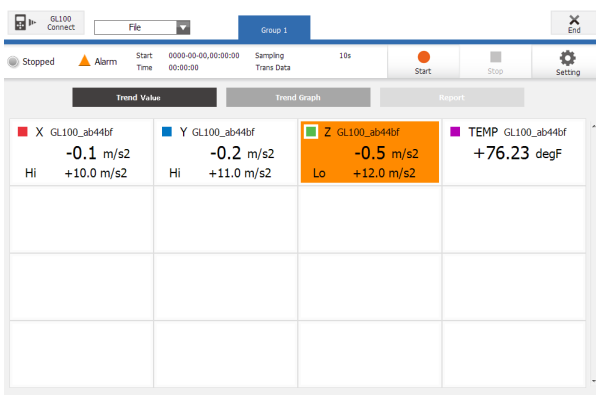 GL100
Connect
File
Group 1
End
Stopped
Alarm
Start 0000-00-00,00:00:00 Sampling 10s
Time 00:00:00 Trans Data
Start
Stop
Setting
Trend Value
Trend Graph
Report
X GL100_ab44bf
-0.1 m/s2
Hi +10.0 m/s2
Y GL100_ab44bf
-0.2 m/s2
Hi +11.0 m/s2
Z GL100_ab44bf
-0.5 m/s2
Lo +12.0 m/s2
TEMP GL100_ab44bf
+76.23 degF